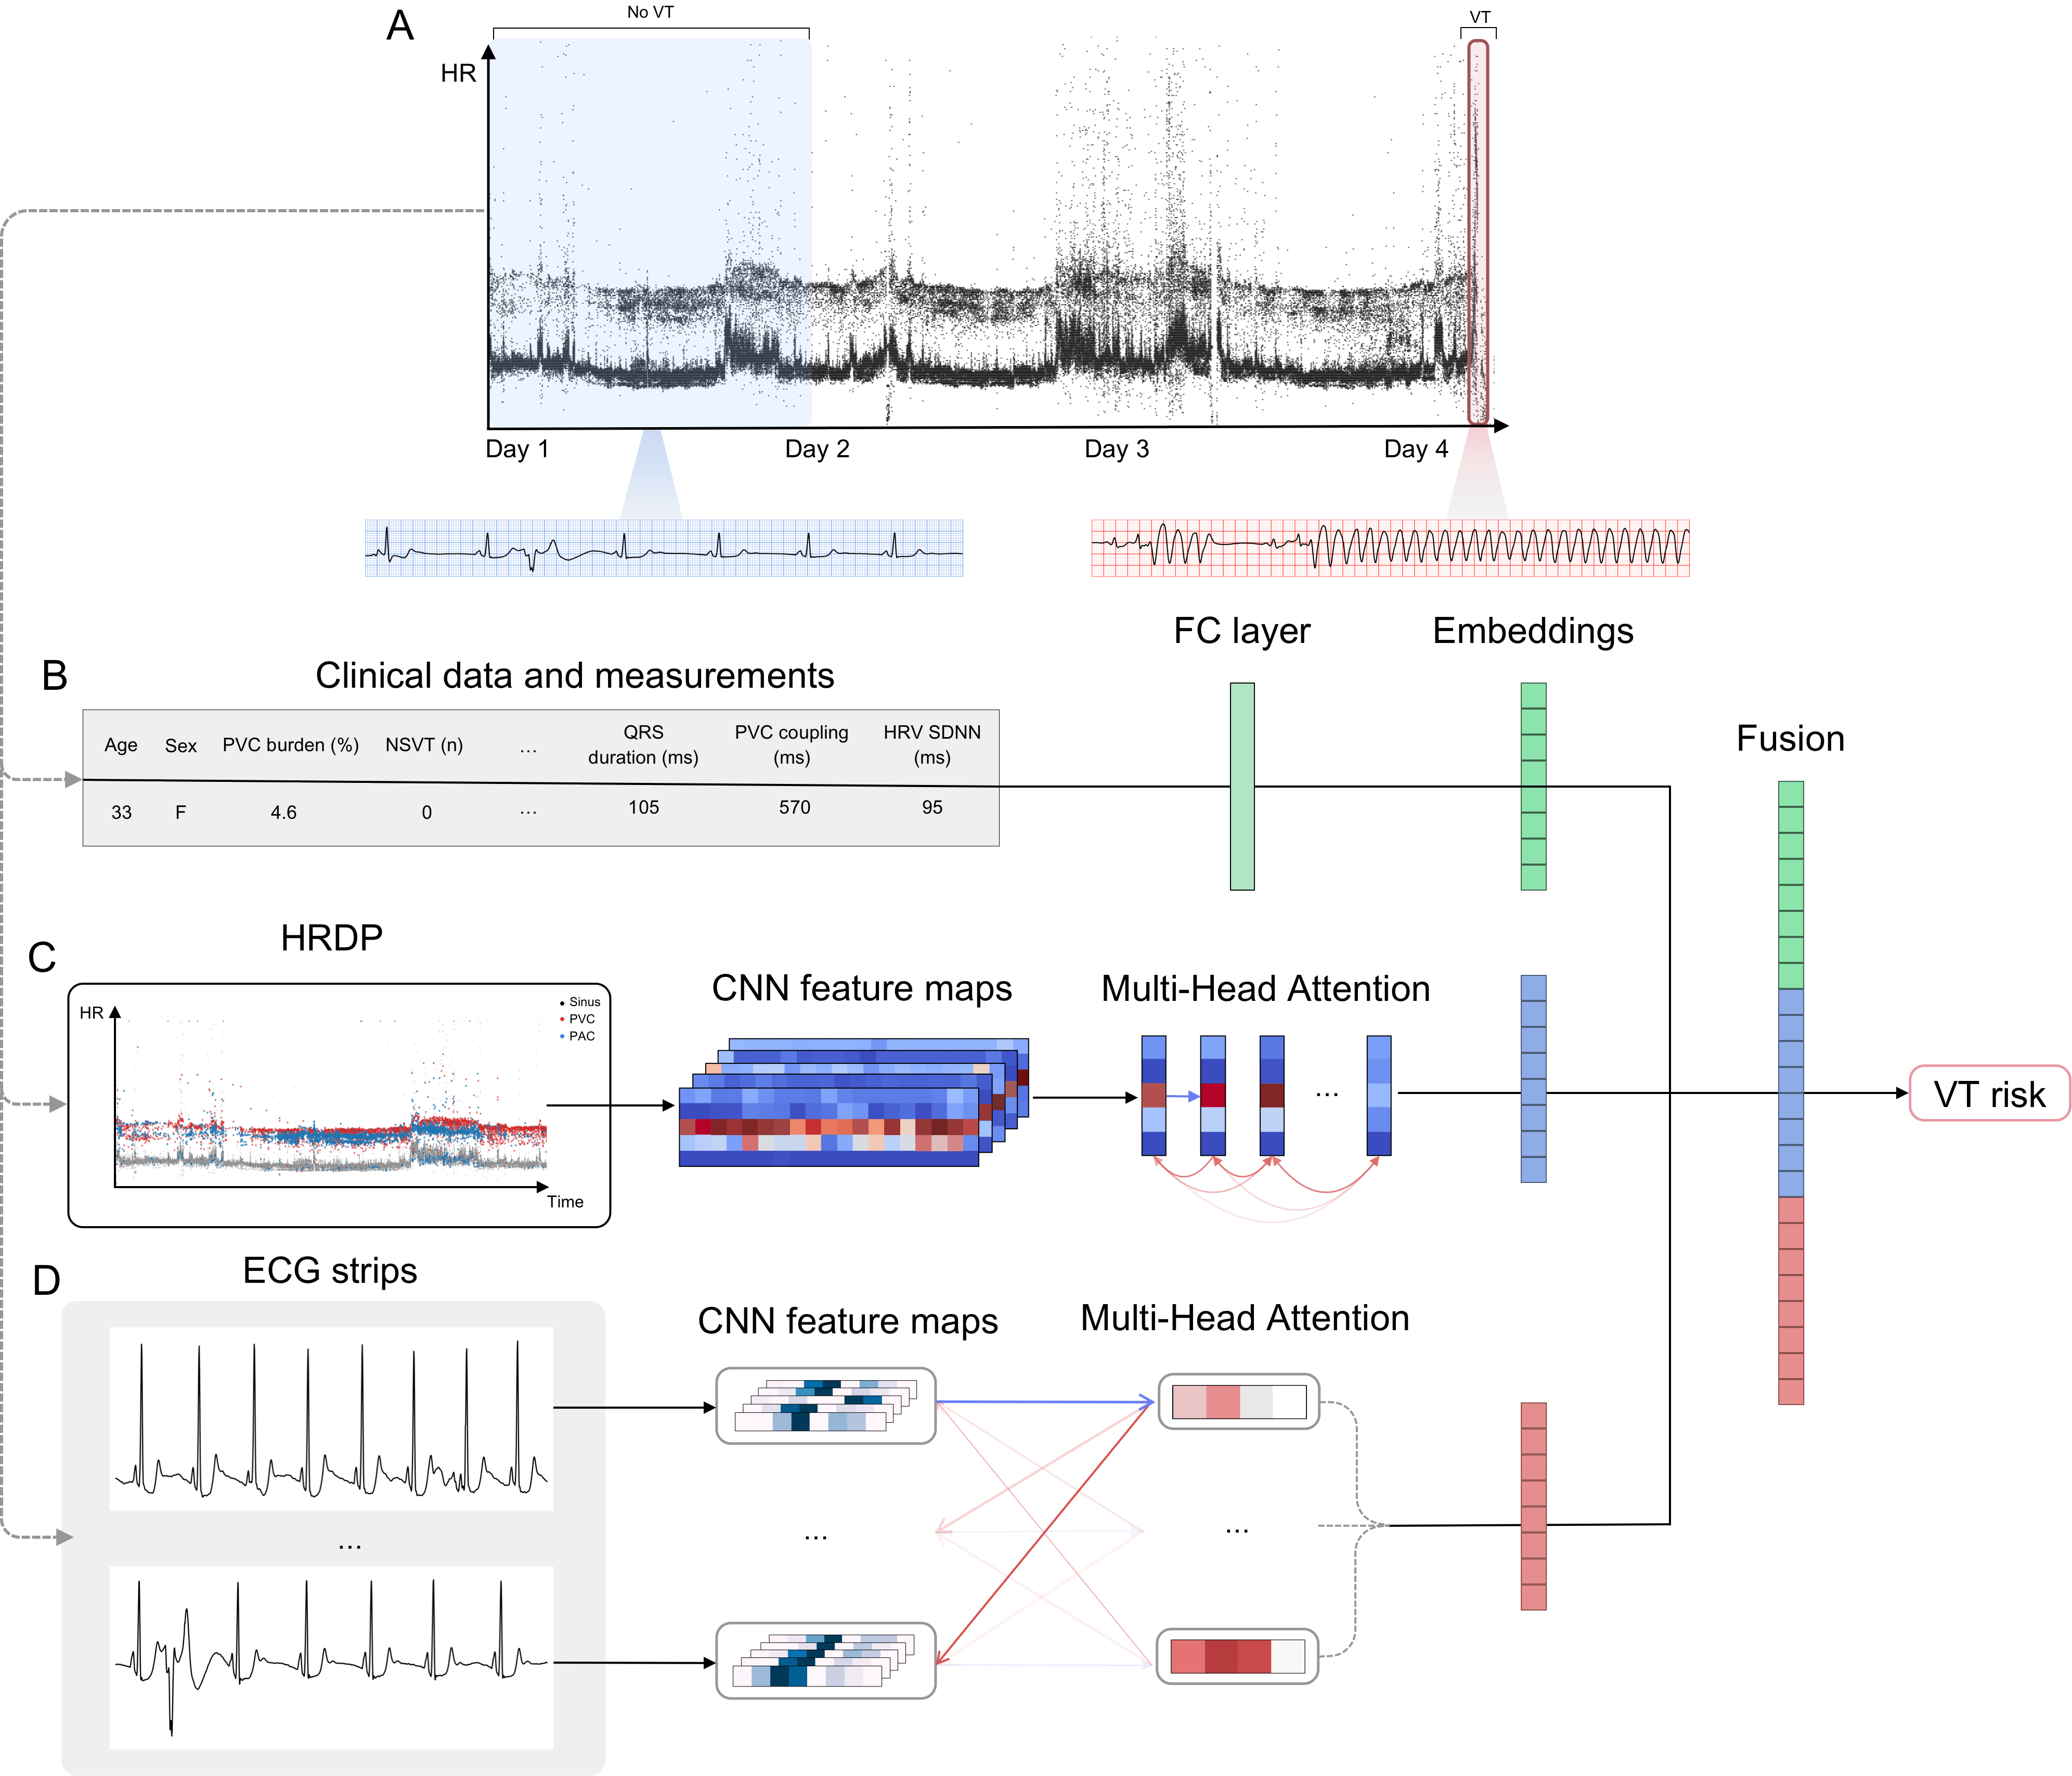 A
No VT
VT
HR
Day 1
Day 2
Day 3
Day 4
FC layer
Embeddings
B
Clinical data and measurements
Fusion
Age
Sex
PVC burden (%)
NSVT (n)
...
QRS
duration (ms)
PVC coupling
(ms)
HRV SDNN
(ms)
33
F
4.6
0
...
105
570
95
C
HRDP
CNN feature maps
Multi-Head Attention
HR
Sinus
PVC
PAC
Time
...
VT risk
D
ECG strips
CNN feature maps
Multi-Head Attention
...
...
...